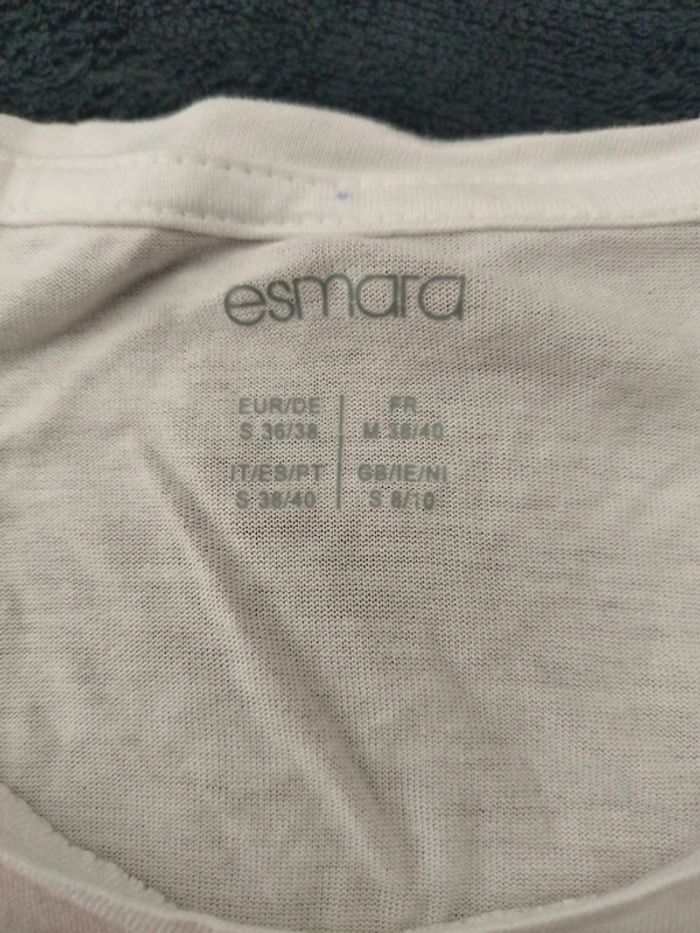 esmara
EUR/DE
S 36/38
FR
M 38/40
IT/ES/PT
S 38/40
GB/IE/NI
S 8/10